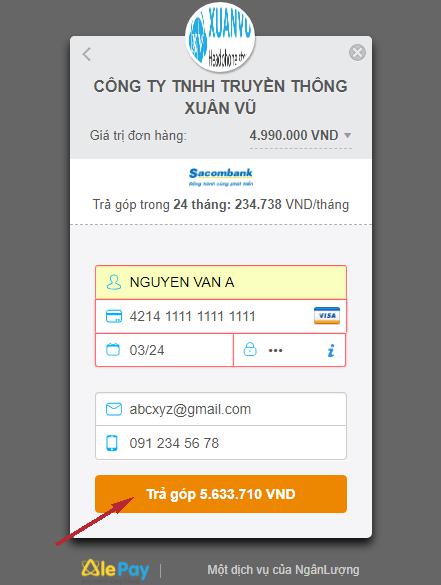 XUANVU
CÔNG TY TNHH TRUYỀN THÔNG
XUÂN VŨ
Giá trị đơn hàng: 4.990.000 VND
Sacombank
Đồng hành cùng phát triển
Trả góp trong 24 tháng: 234.738 VND/tháng
NGUYEN VAN A
4214 1111 1111 1111 VISA
03/24 •••
abcxyz@gmail.com
091 234 56 78
Trả góp 5.633.710 VND
AlePay | Một dịch vụ của NgânLượng